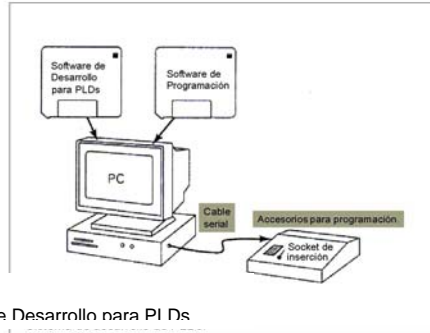 Software de
Desarrollo
para PLDs
Software de
Programación
PC
Cable
serial
Accesorios para programación.
Socket de
inserción
e Desarrollo para PLDs